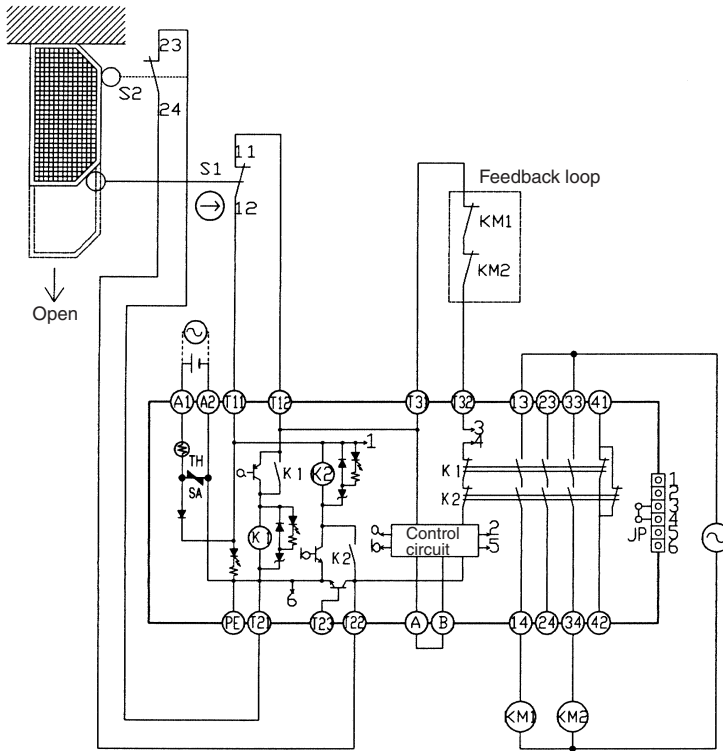 23
S2
24
11
S1
12
Feedback loop
KM1
KM2
Open
A1 A2 T11 T12 T31 T32 13 23 33 41
TH
SA
a
K1
K2
1
3
4
K1
K2
K1
b
K2
a
b
Control
circuit
2
5
6
JP
1
2
3
4
5
6
PE T21 T23 T22 A B 14 24 34 42
KM1 KM2